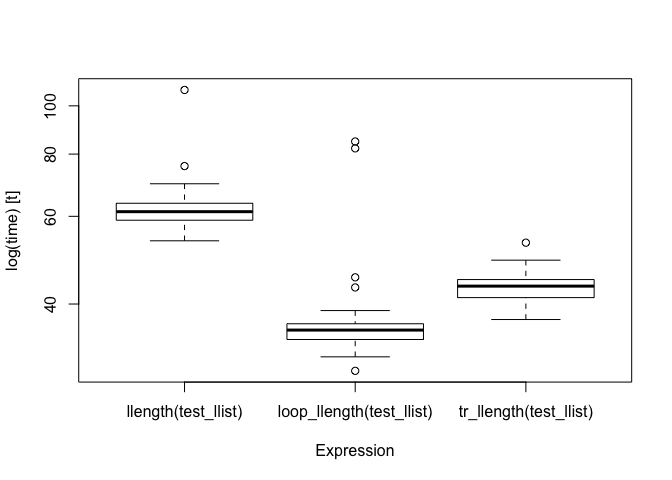 100
80
60
40
log(time) [t]
llength(test_llist) loop_llength(test_llist) tr_llength(test_llist)
Expression